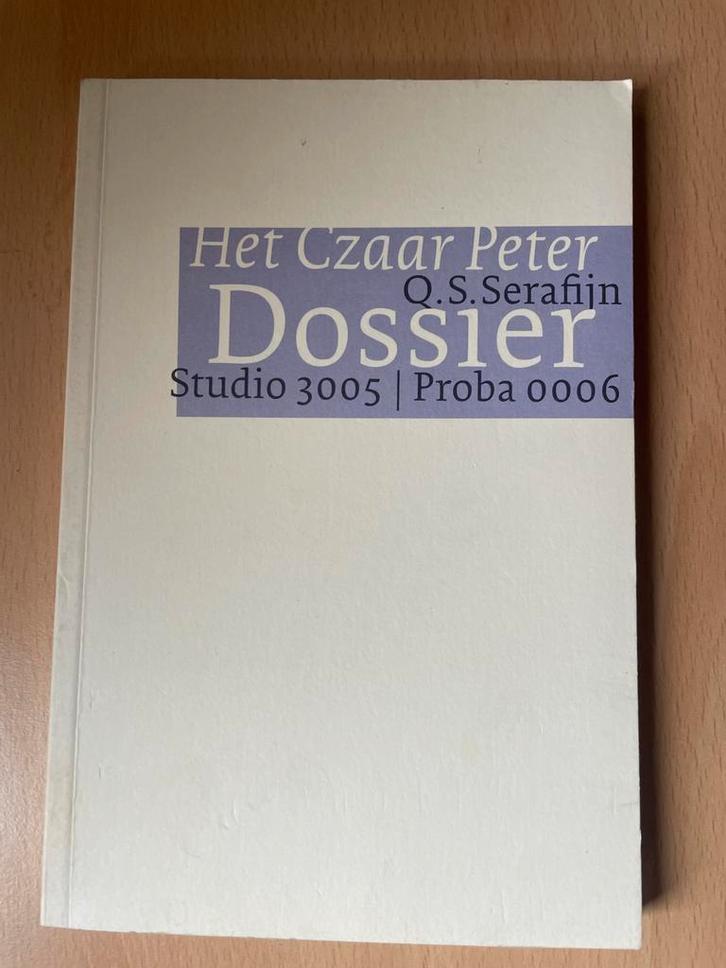 Het Czaar Peter
Q.S.Serafijn
Dossier
Studio 3005 | Proba 0006